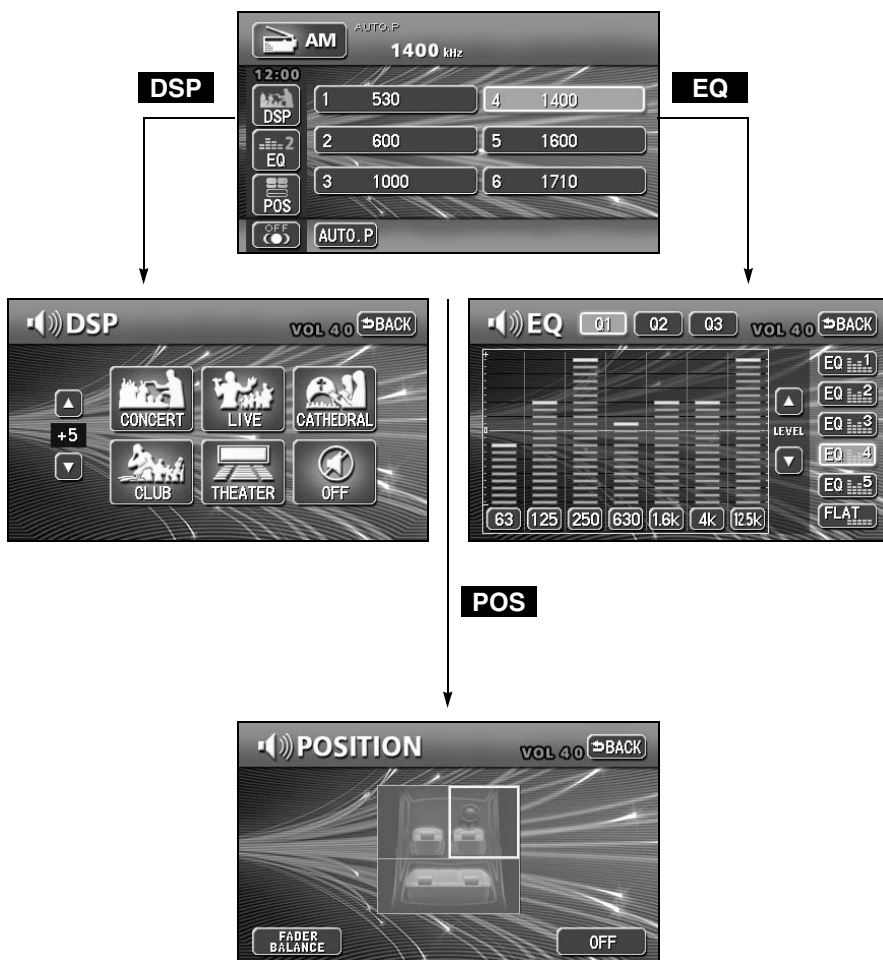 AUTO.P
AM
1400 kHz
12:00
DSP
EQ
DSP
1 530
4 1400
2 EQ
2 600
5 1600
POS
3 1000
6 1710
OFF
AUTO.P
DSP
VOL 40
BACK
+5
CONCERT
LIVE
CATHEDRAL
CLUB
THEATER
OFF
EQ
Q1
Q2
Q3
VOL 40
BACK
+
0
-
63
125
250
630
1.6k
4k
12.5k
LEVEL
EQ 1
EQ 2
EQ 3
EQ 4
EQ 5
FLAT
POS
POSITION
VOL 40
BACK
FADER
BALANCE
OFF